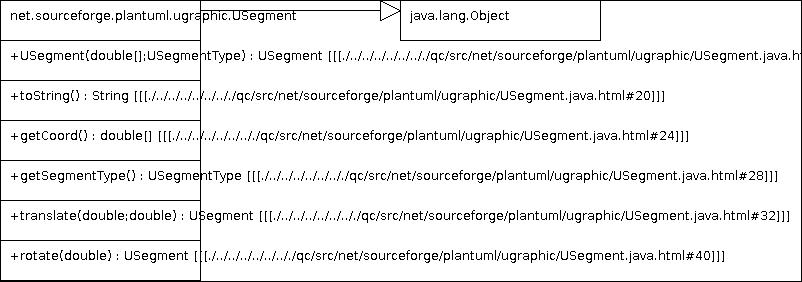 net.sourceforge.plantuml.ugraphic.USegment
java.lang.Object
+USegment(double[];USegmentType) : USegment [[[./../../../../../../../qc/src/net/sourceforge/plantuml/ugraphic/USegment.java.ht
+toString() : String [[[./../../../../../../../qc/src/net/sourceforge/plantuml/ugraphic/USegment.java.html#20]]]
+getCoord() : double[] [[[./../../../../../../../qc/src/net/sourceforge/plantuml/ugraphic/USegment.java.html#24]]]
+getSegmentType() : USegmentType [[[./../../../../../../../qc/src/net/sourceforge/plantuml/ugraphic/USegment.java.html#28]]]
+translate(double;double) : USegment [[[./../../../../../../../qc/src/net/sourceforge/plantuml/ugraphic/USegment.java.html#32]]]
+rotate(double) : USegment [[[./../../../../../../../qc/src/net/sourceforge/plantuml/ugraphic/USegment.java.html#40]]]